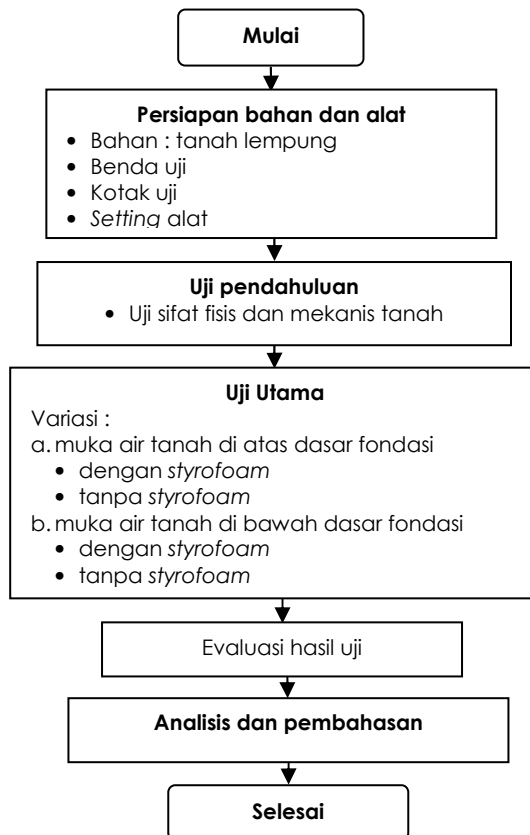 Mulai
Persiapan bahan dan alat
• Bahan : tanah lempung
• Benda uji
• Kotak uji
• Setting alat
Uji pendahuluan
• Uji sifat fisis dan mekanis tanah
Uji Utama
Variasi :
a. muka air tanah di atas dasar fondasi
• dengan styrofoam
• tanpa styrofoam
b. muka air tanah di bawah dasar fondasi
• dengan styrofoam
• tanpa styrofoam
Evaluasi hasil uji
Analisis dan pembahasan
Selesai